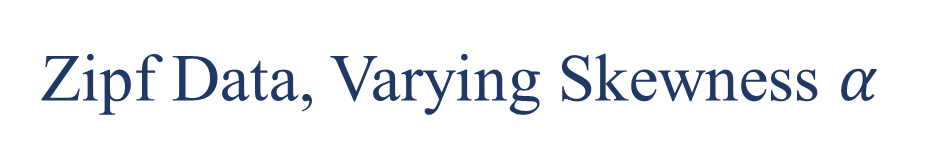 Zipf Data, Varying Skewness α